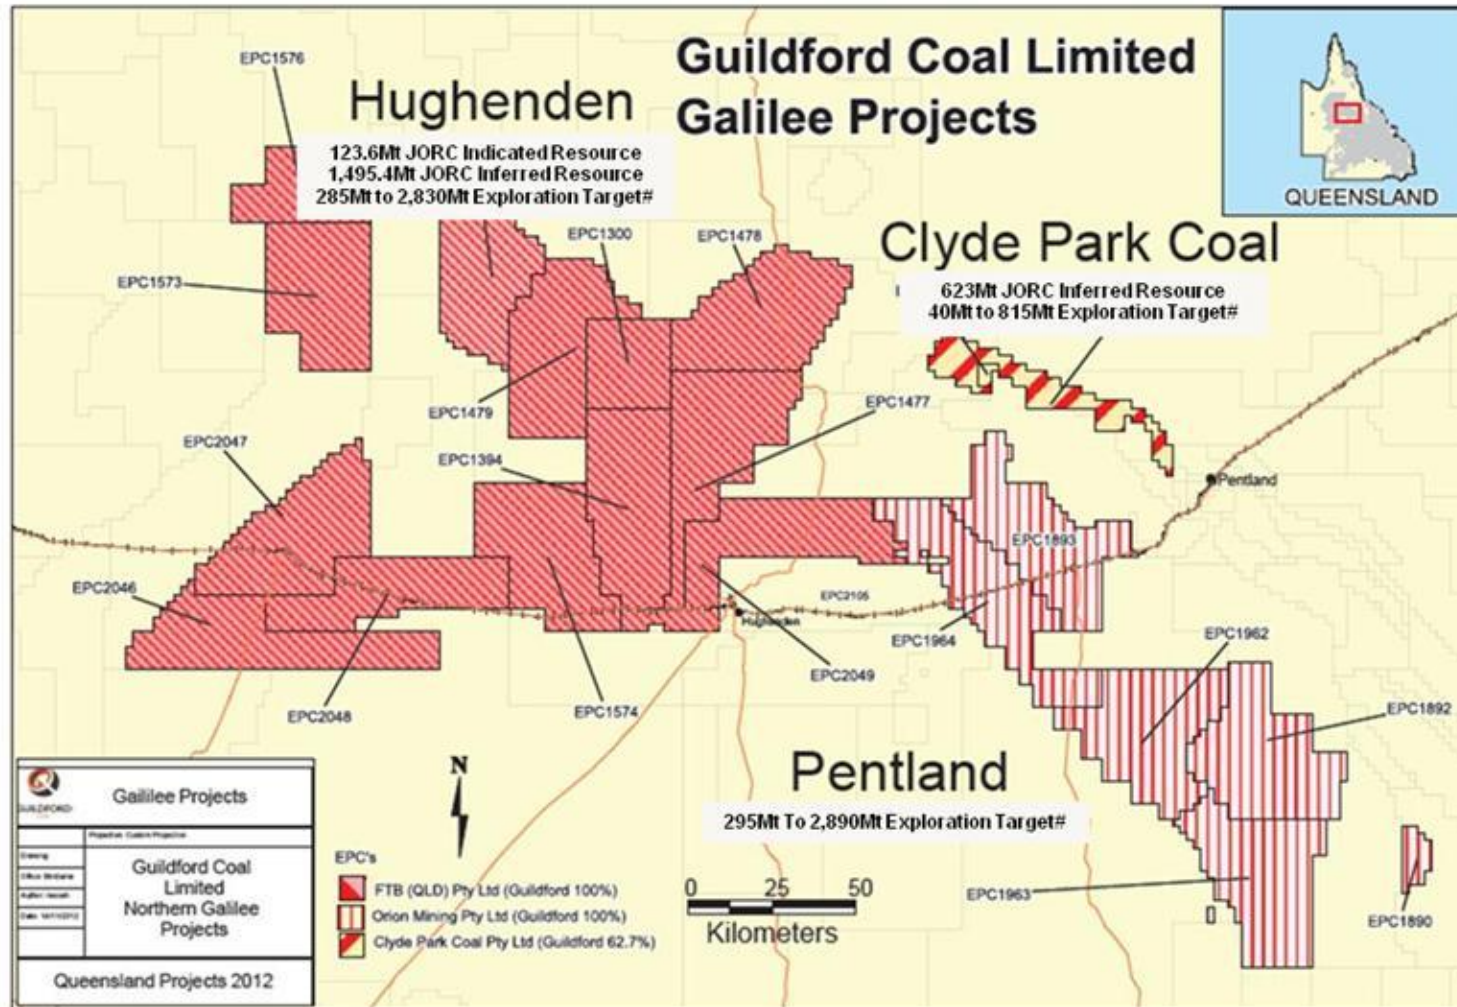 Guildford Coal Limited
Galilee Projects
QUEENSLAND
EPC1576
Hughenden
123.6Mt JORC Indicated Resource
1,495.4Mt JORC Inferred Resource
285Mt to 2,830Mt Exploration Target#
EPC1300
EPC1478
Clyde Park Coal
623Mt JORC Inferred Resource
40Mt to 815Mt Exploration Target#
EPC1573
EPC1479
EPC1477
EPC2047
EPC1394
Pentland
EPC1893
EPC2046
EPC2105
Hughenden
EPC1964
EPC1962
EPC2049
EPC2048
EPC1574
EPC1892
Pentland
295Mt To 2,890Mt Exploration Target#
EPC1963
EPC1890
N
0 25 50
Kilometers
EPC's
FTB (QLD) Pty Ltd (Guildford 100%)
Orion Mining Pty Ltd (Guildford 100%)
Clyde Park Coal Pty Ltd (Guildford 62.7%)
GUILDFORD
Gaililee Projects
Guildford Coal
Limited
Northern Galilee
Projects
Queensland Projects 2012